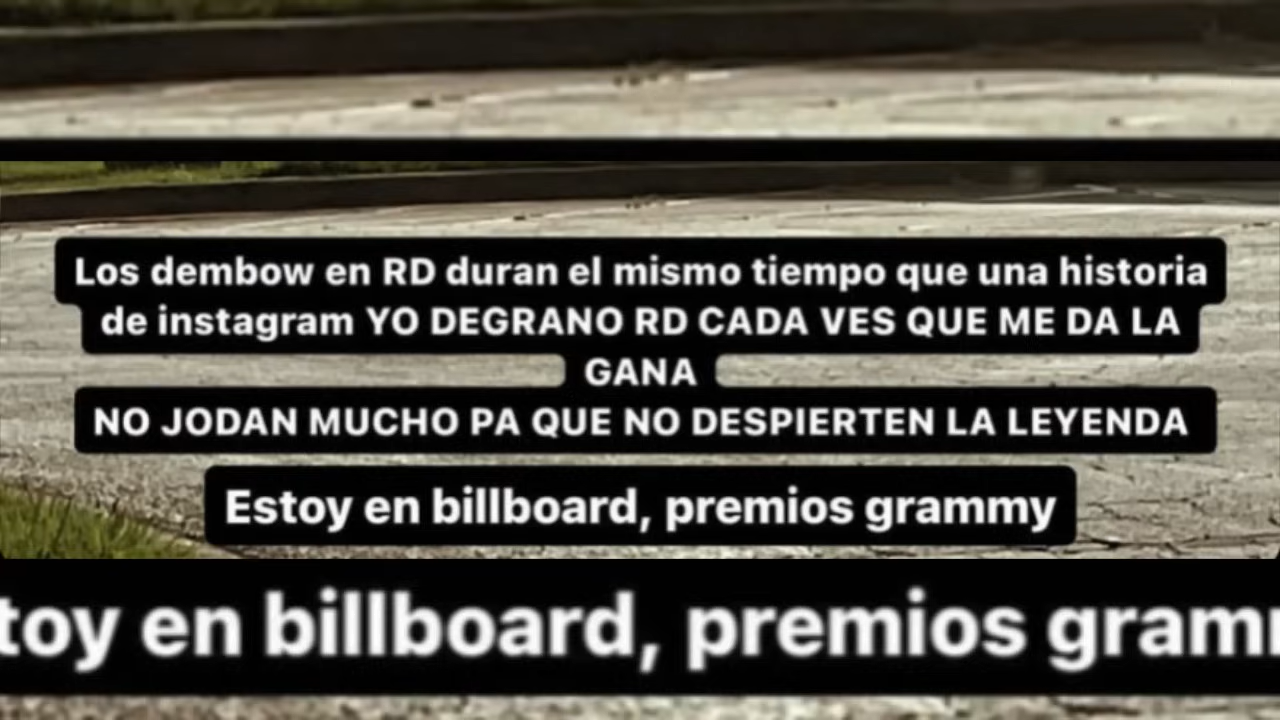 Los dembow en RD duran el mismo tiempo que una historia
de instagram YO DEGRANO RD CADA VES QUE ME DA LA
GANA
NO JODAN MUCHO PA QUE NO DESPIERTEN LA LEYENDA
Estoy en billboard, premios grammy
toy en billboard, premios gram